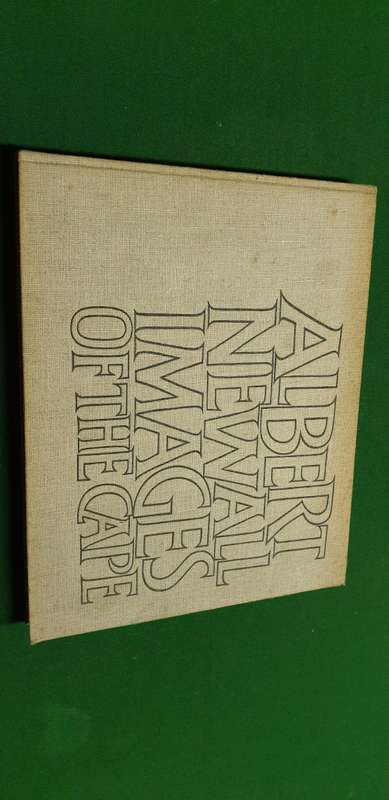 ALBERT
NEWALL
IMAGES
OF THE CAPE